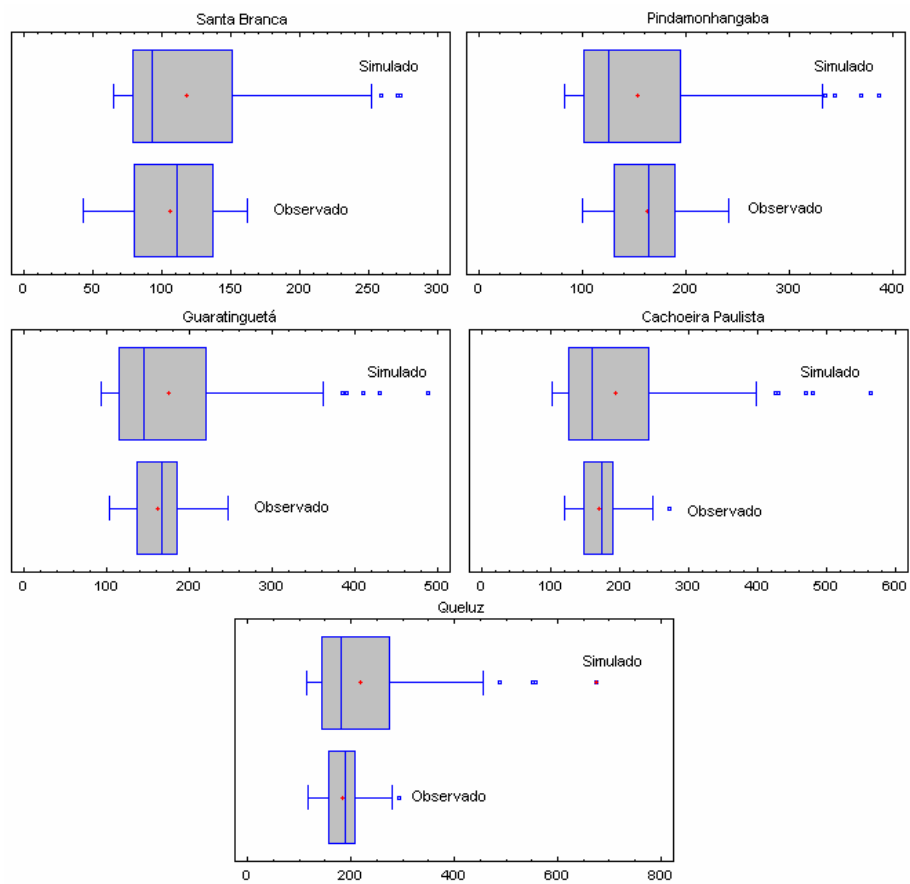 Santa Branca
Simulado
Observado
0 50 100 150 200 250 300
Pindamonhangaba
Simulado
Observado
0 100 200 300 400
Guaratinguetá
Simulado
Observado
0 100 200 300 400 500
Cachoeira Paulista
Simulado
Observado
0 100 200 300 400 500 600
Queluz
Simulado
Observado
0 200 400 600 800